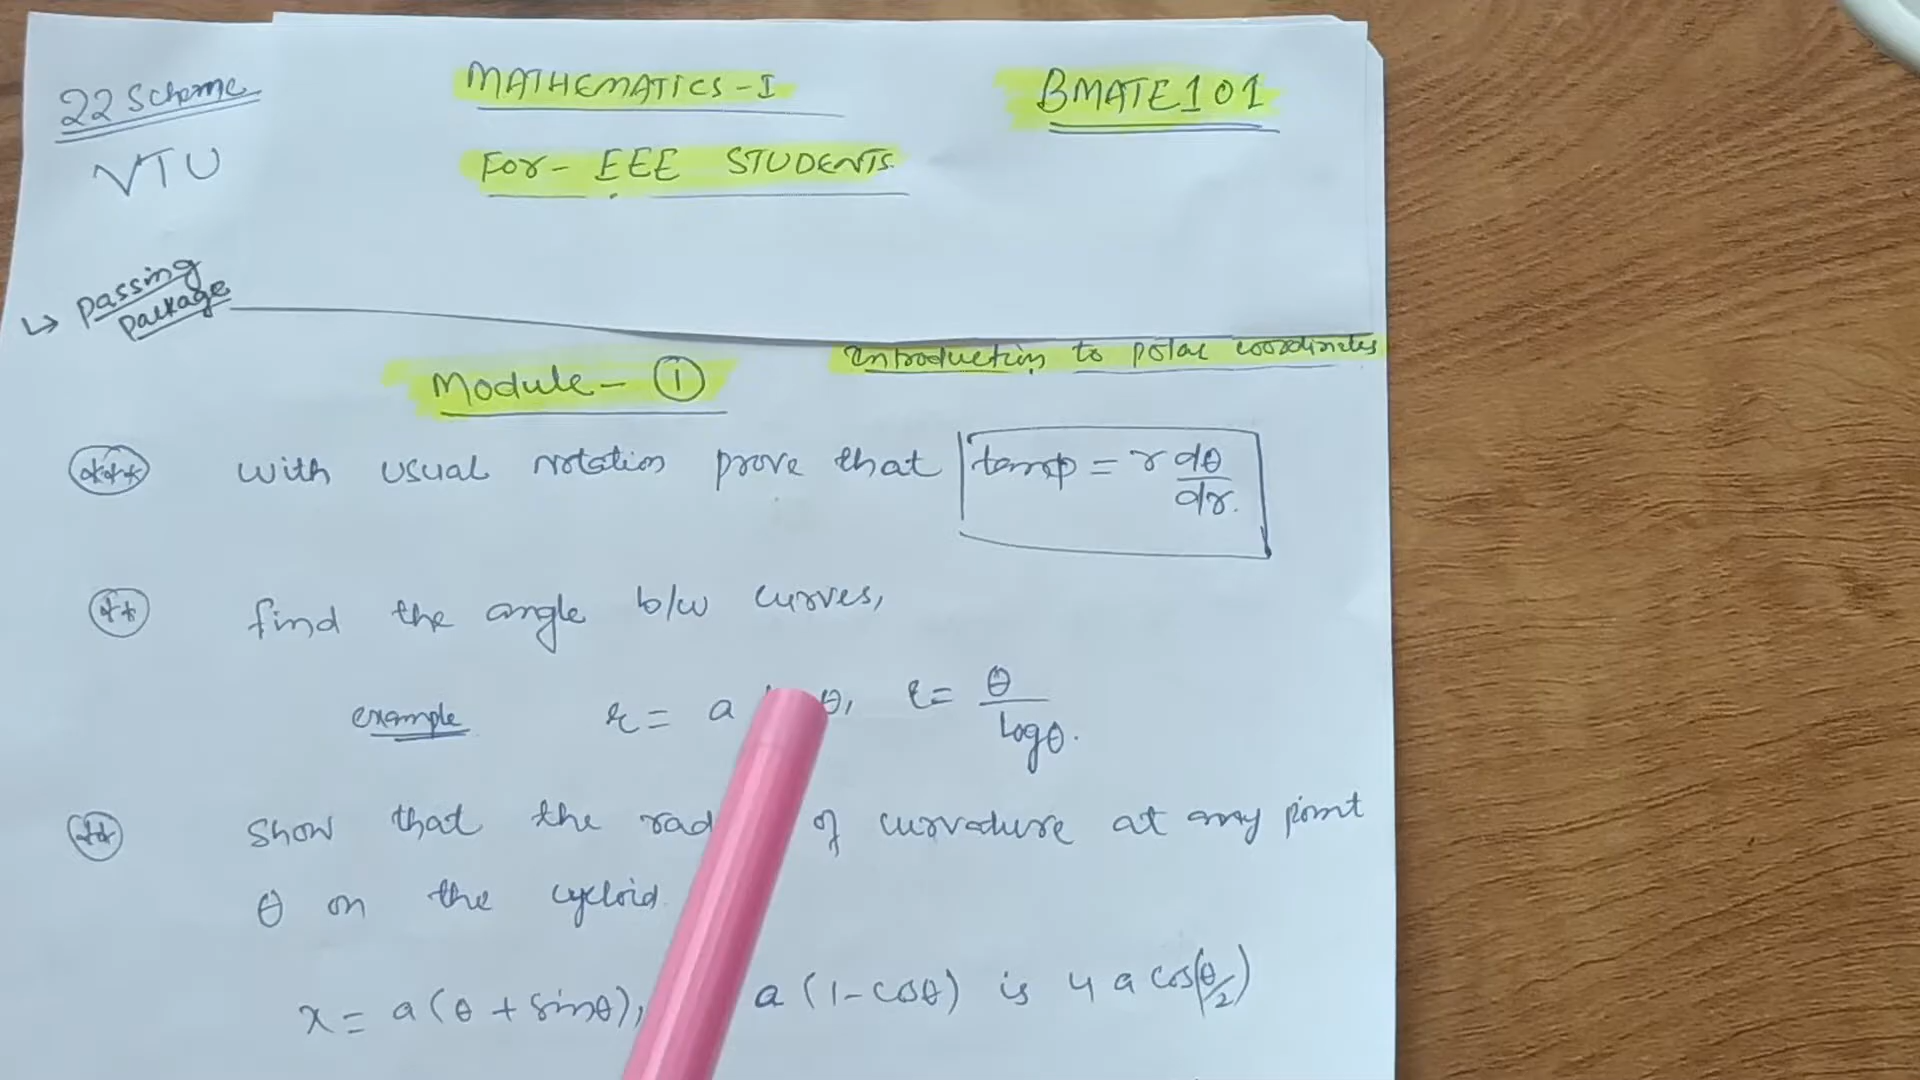 22 Scheme
VTU
MATHEMATICS - I
BMATE101
For - EEE STUDENTS.
↳ passing package
Module - ①
Introduction to polar coordinates
*** with usual notation prove that tanφ = r dθ/dr.
** find the angle b/w curves,
example r = a θ, r = θ/logθ.
** Show that the rad of curvature at any point
θ on the cycloid
x = a(θ + sinθ), a(1-cosθ) is 4 a cos(θ/2)